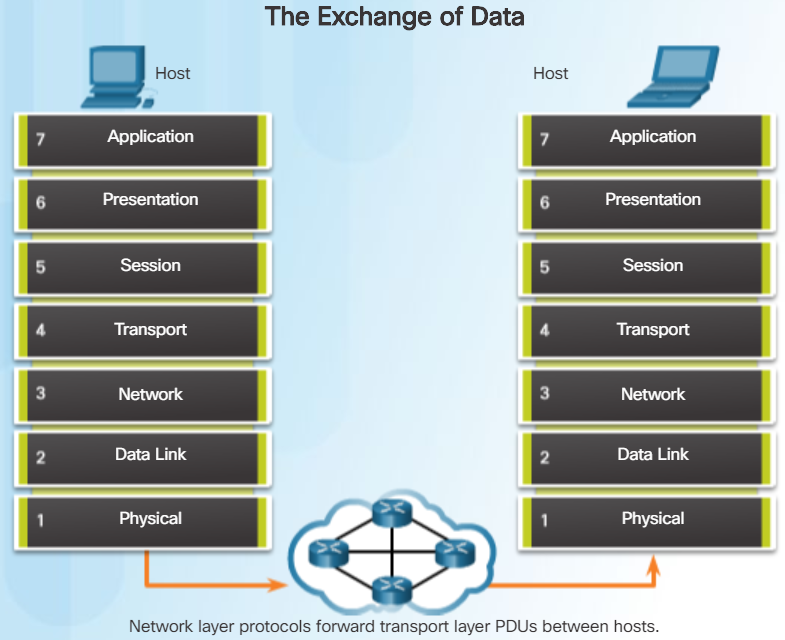 The Exchange of Data
Host
Host
7 Application
7 Application
6 Presentation
6 Presentation
5 Session
5 Session
4 Transport
4 Transport
3 Network
3 Network
2 Data Link
2 Data Link
1 Physical
1 Physical
Network layer protocols forward transport layer PDUs between hosts.